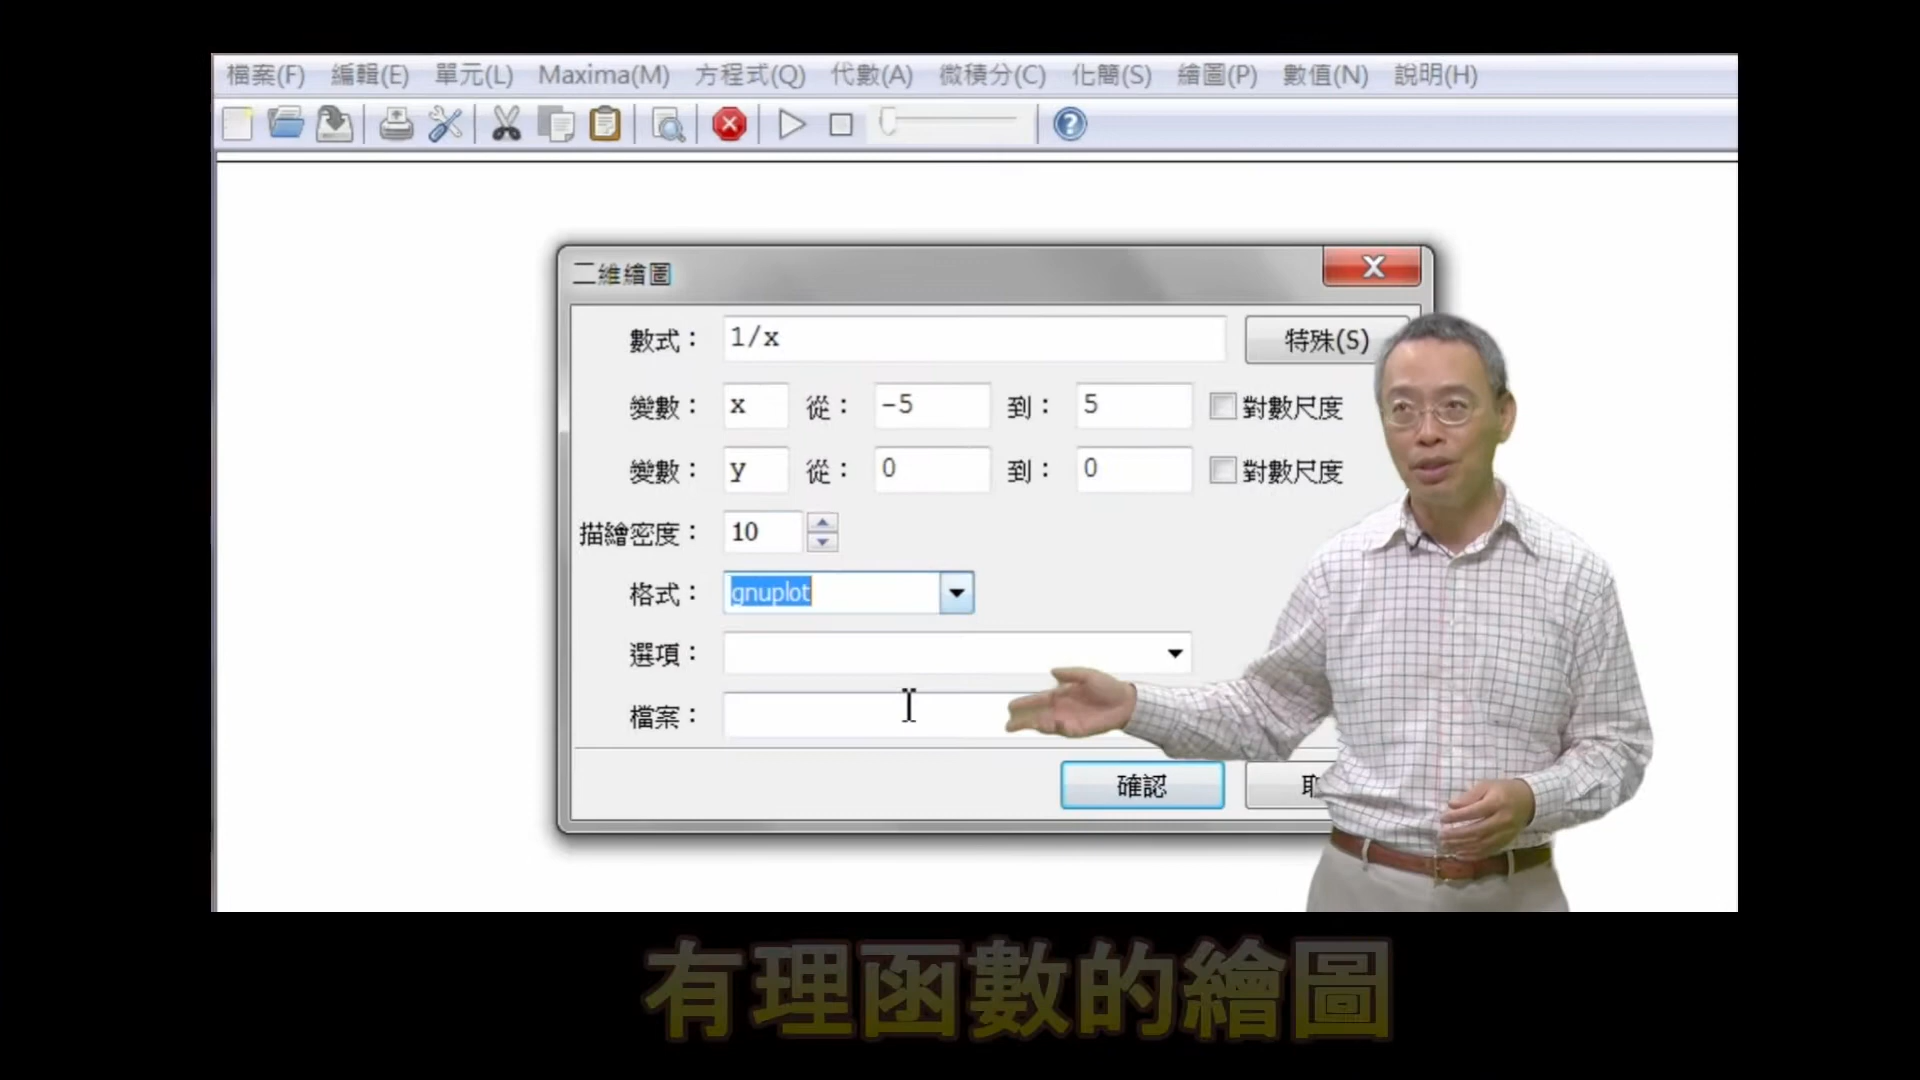 檔案(F) 編輯(E) 單元(L) Maxima(M) 方程式(Q) 代數(A) 微積分(C) 化簡(S) 繪圖(P) 數值(N) 說明(H)
二維繪圖
數式： 1/x 特殊(S)
變數： x 從： -5 到： 5 對數尺度
變數： y 從： 0 到： 0 對數尺度
描繪密度： 10
格式： gnuplot
選項：
檔案：
確認 取
有理函數的繪圖